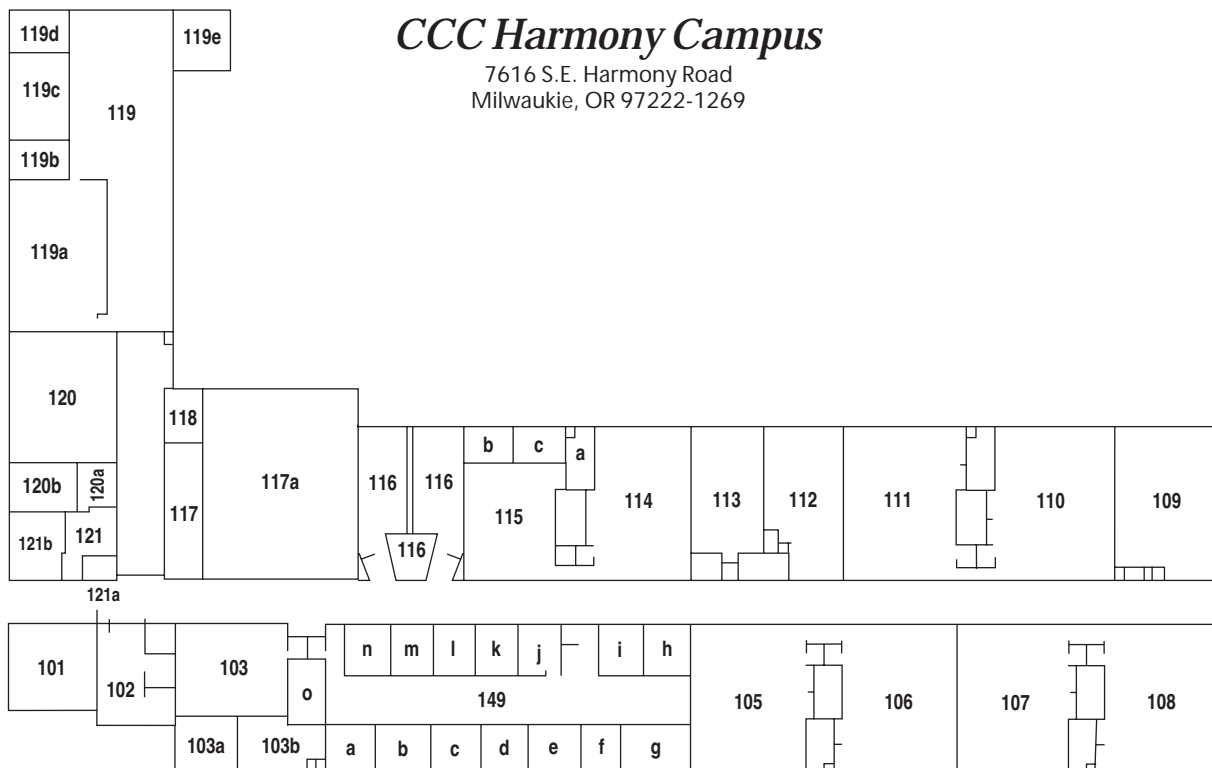 CCC Harmony Campus
7616 S.E. Harmony Road
Milwaukie, OR 97222-1269
119d
119e
119c
119
119b
119a
120
118
120b
120a
117
117a
116
116
116
b
c
a
115
114
113
112
111
110
109
121b
121
121a
101
102
103
o
n
m
l
k
j
i
h
149
105
106
107
108
103a
103b
a
b
c
d
e
f
g